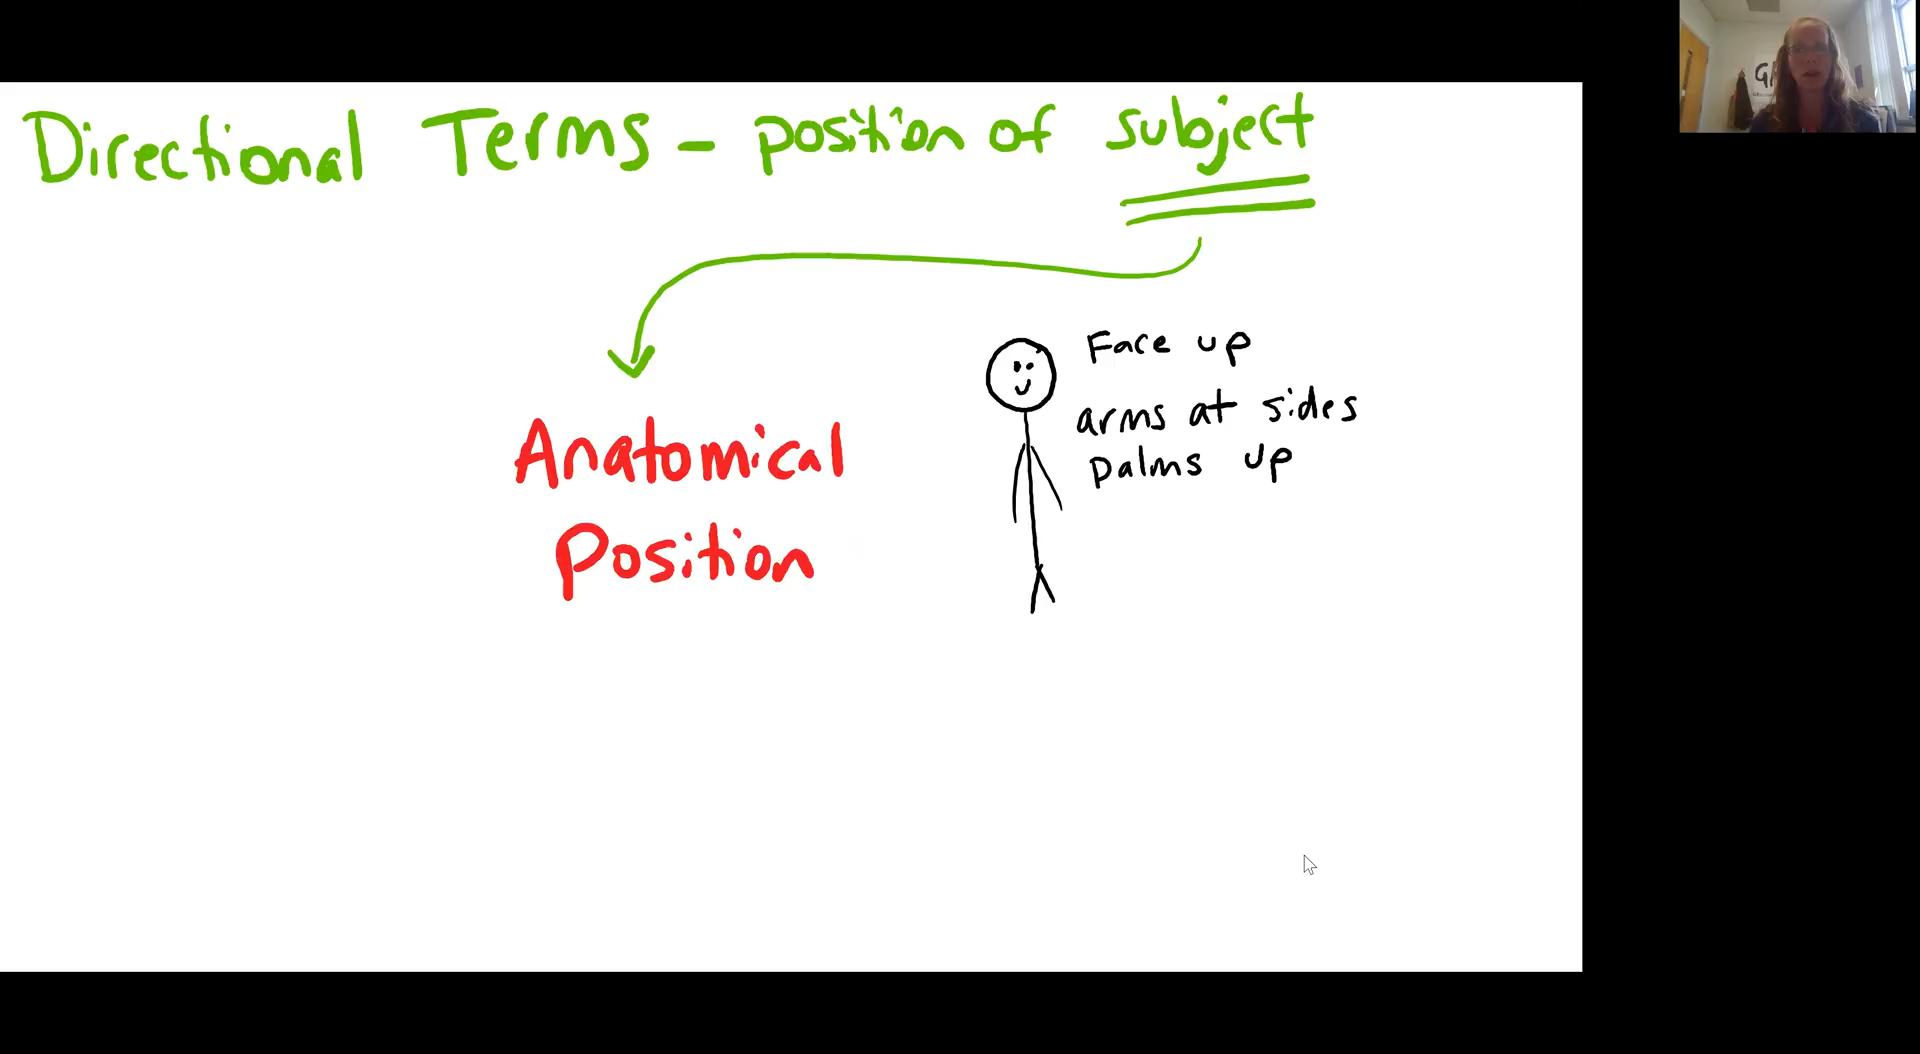 Directional Terms - position of subject
Face up
arms at sides
palms up
Anatomical
Position